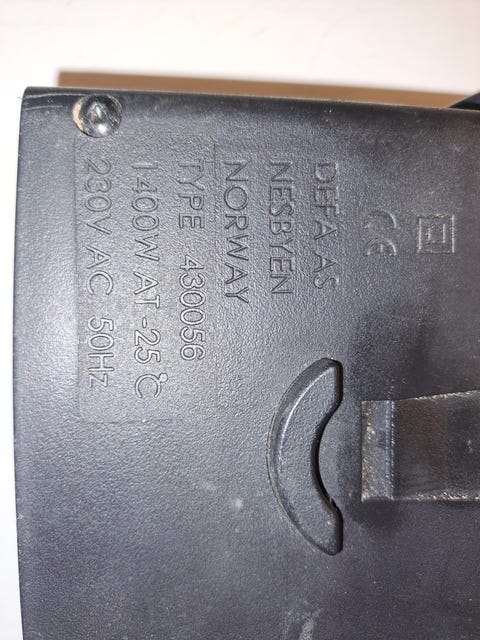 DEFA AS
NESBYEN
NORWAY
TYPE 430056
1400W AT -25°C
230V AC 50Hz
CE